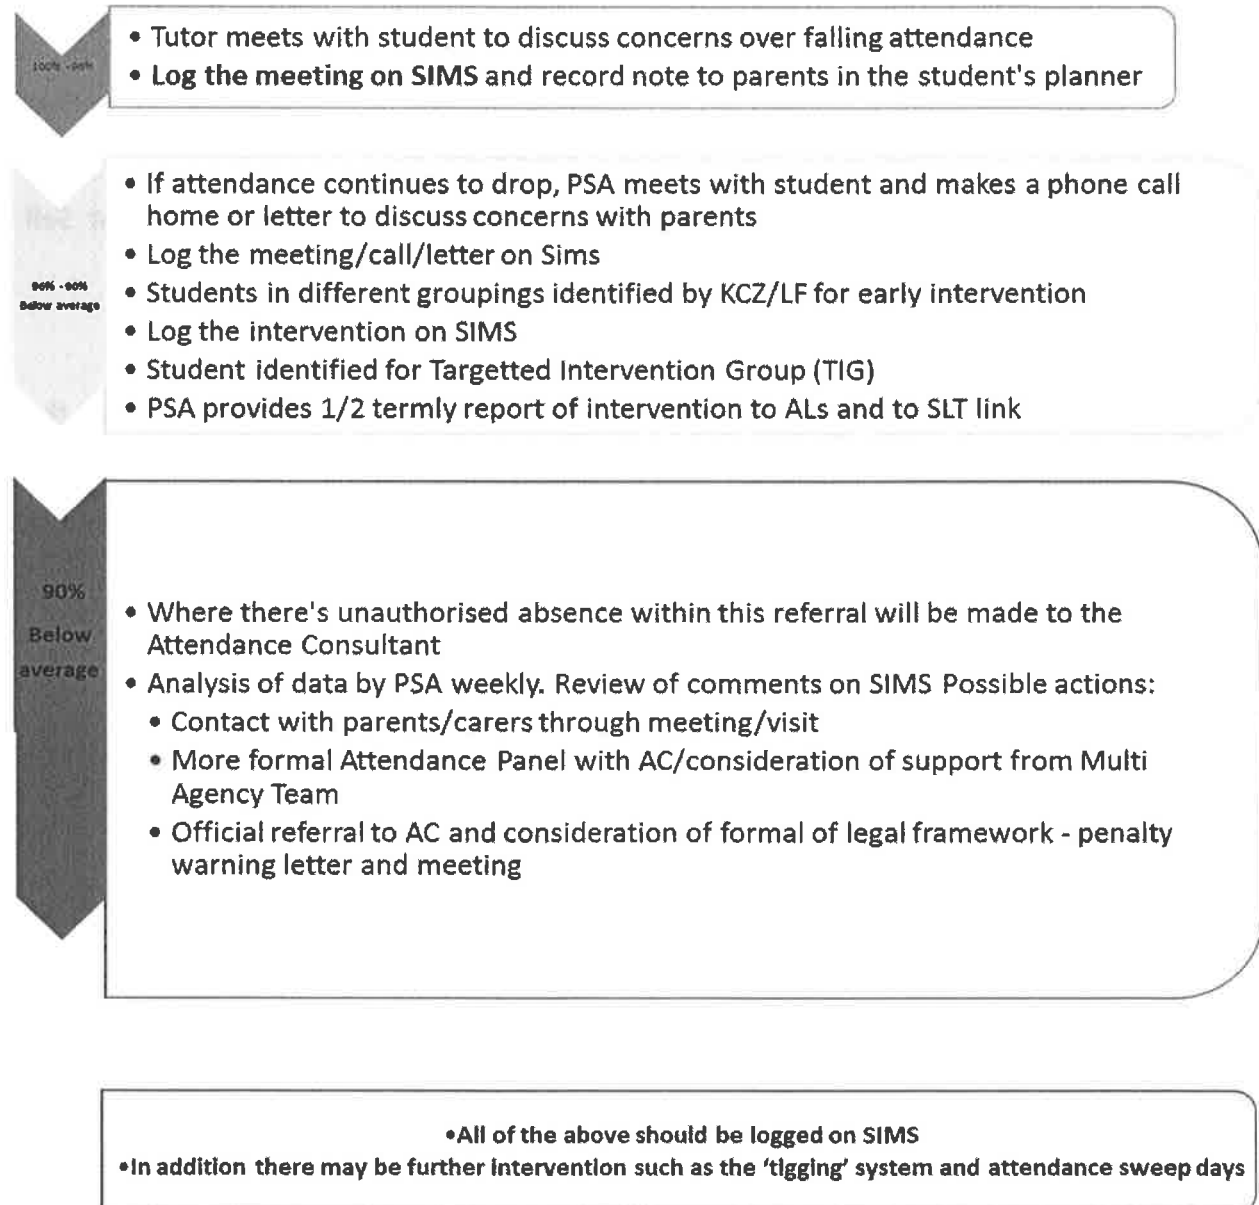 100% -96%
• Tutor meets with student to discuss concerns over falling attendance
• Log the meeting on SIMS and record note to parents in the student's planner
96% - 90%
Below average
• If attendance continues to drop, PSA meets with student and makes a phone call
home or letter to discuss concerns with parents
• Log the meeting/call/letter on Sims
• Students in different groupings identified by KCZ/LF for early intervention
• Log the intervention on SIMS
• Student identified for Targetted Intervention Group (TIG)
• PSA provides 1/2 termly report of intervention to ALs and to SLT link
90%
Below
average
• Where there's unauthorised absence within this referral will be made to the
Attendance Consultant
• Analysis of data by PSA weekly. Review of comments on SIMS Possible actions:
• Contact with parents/carers through meeting/visit
• More formal Attendance Panel with AC/consideration of support from Multi
Agency Team
• Official referral to AC and consideration of formal of legal framework - penalty
warning letter and meeting
•All of the above should be logged on SIMS
•In addition there may be further intervention such as the 'tigging' system and attendance sweep days